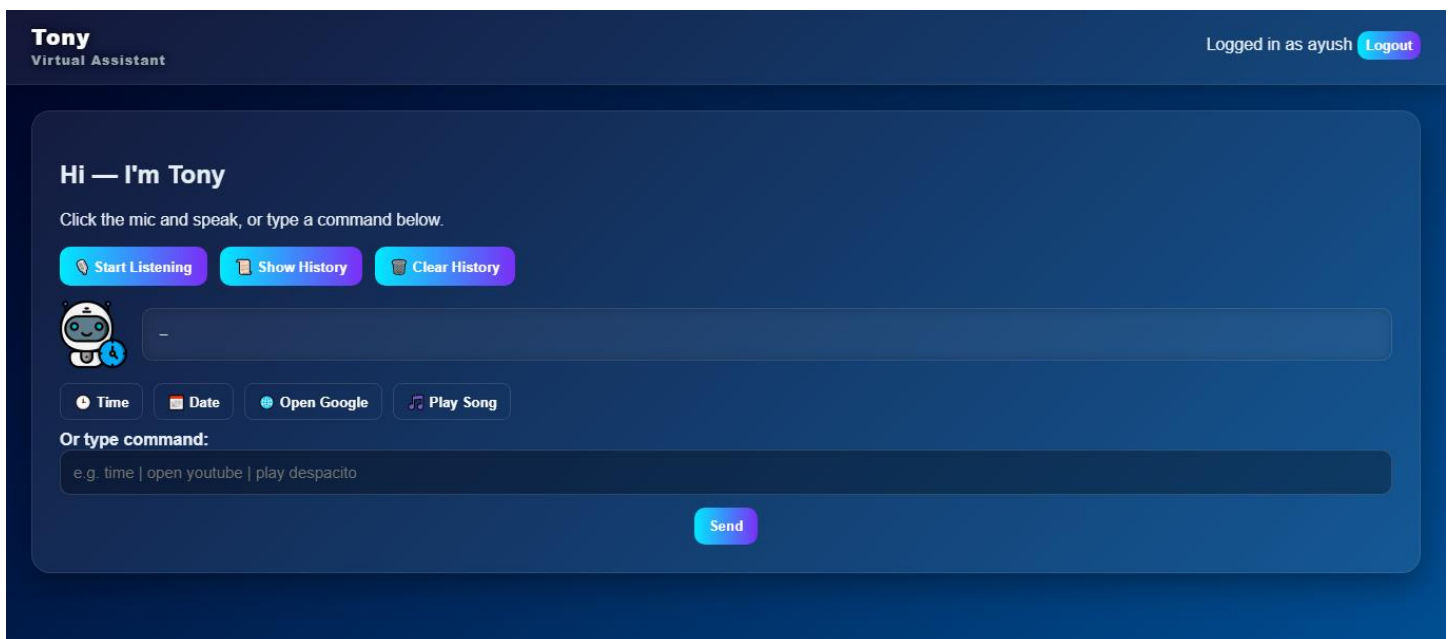 Tony
Virtual Assistant
Logged in as ayush Logout
Hi — I'm Tony
Click the mic and speak, or type a command below.
Start Listening Show History Clear History
–
Time Date Open Google Play Song
Or type command:
e.g. time | open youtube | play despacito
Send